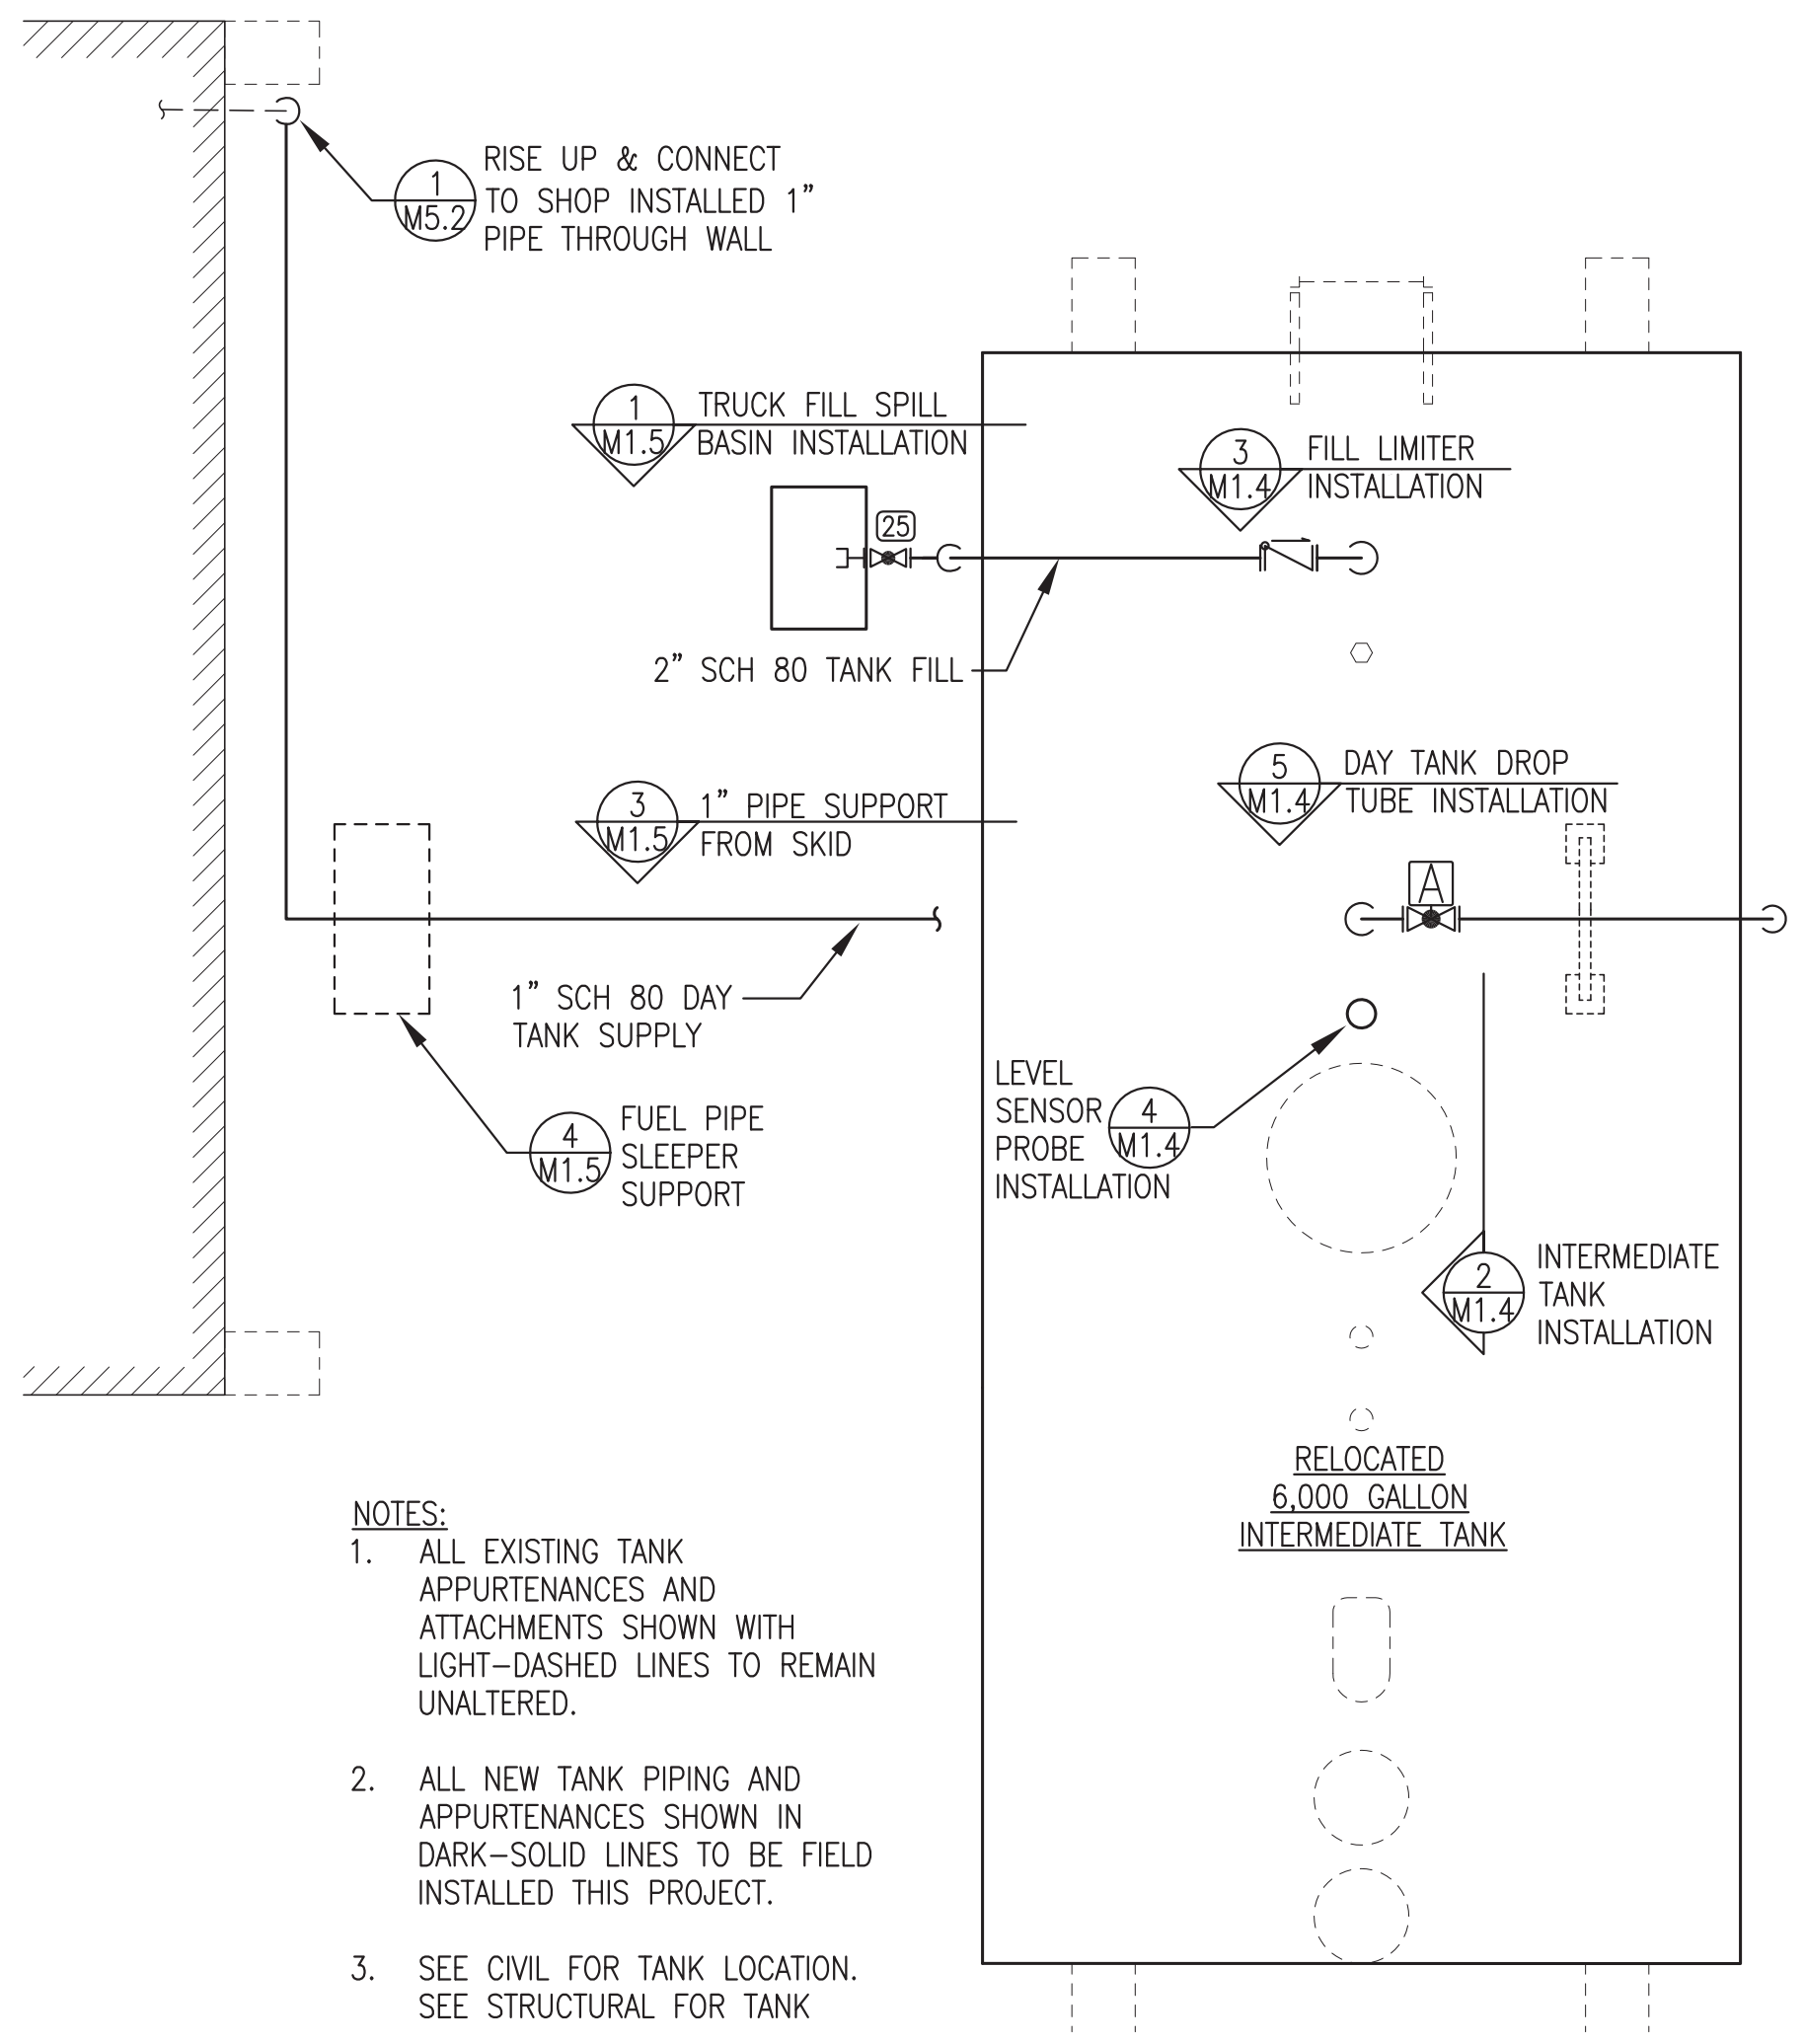 1
M5.2
RISE UP & CONNECT
TO SHOP INSTALLED 1"
PIPE THROUGH WALL
1
M1.5
TRUCK FILL SPILL
BASIN INSTALLATION
3
M1.4
FILL LIMITER
INSTALLATION
25
2" SCH 80 TANK FILL
3
M1.5
1" PIPE SUPPORT
FROM SKID
5
M1.4
DAY TANK DROP
TUBE INSTALLATION
A
1" SCH 80 DAY
TANK SUPPLY
4
M1.5
FUEL PIPE
SLEEPER
SUPPORT
LEVEL
SENSOR
PROBE
INSTALLATION
4
M1.4
2
M1.4
INTERMEDIATE
TANK
INSTALLATION
RELOCATED
6,000 GALLON
INTERMEDIATE TANK
NOTES:
1. ALL EXISTING TANK
APPURTENANCES AND
ATTACHMENTS SHOWN WITH
LIGHT-DASHED LINES TO REMAIN
UNALTERED.
2. ALL NEW TANK PIPING AND
APPURTENANCES SHOWN IN
DARK-SOLID LINES TO BE FIELD
INSTALLED THIS PROJECT.
3. SEE CIVIL FOR TANK LOCATION.
SEE STRUCTURAL FOR TANK